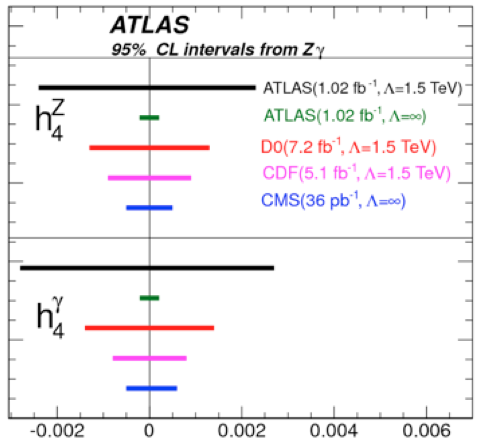 ATLAS
95% CL intervals from Zγ
ATLAS(1.02 fb⁻¹, Λ=1.5 TeV)
ATLAS(1.02 fb⁻¹, Λ=∞)
D0(7.2 fb⁻¹, Λ=1.5 TeV)
CDF(5.1 fb⁻¹, Λ=1.5 TeV)
CMS(36 pb⁻¹, Λ=∞)
h₄ᶻ
h₄ᵞ
-0.002 0 0.002 0.004 0.006